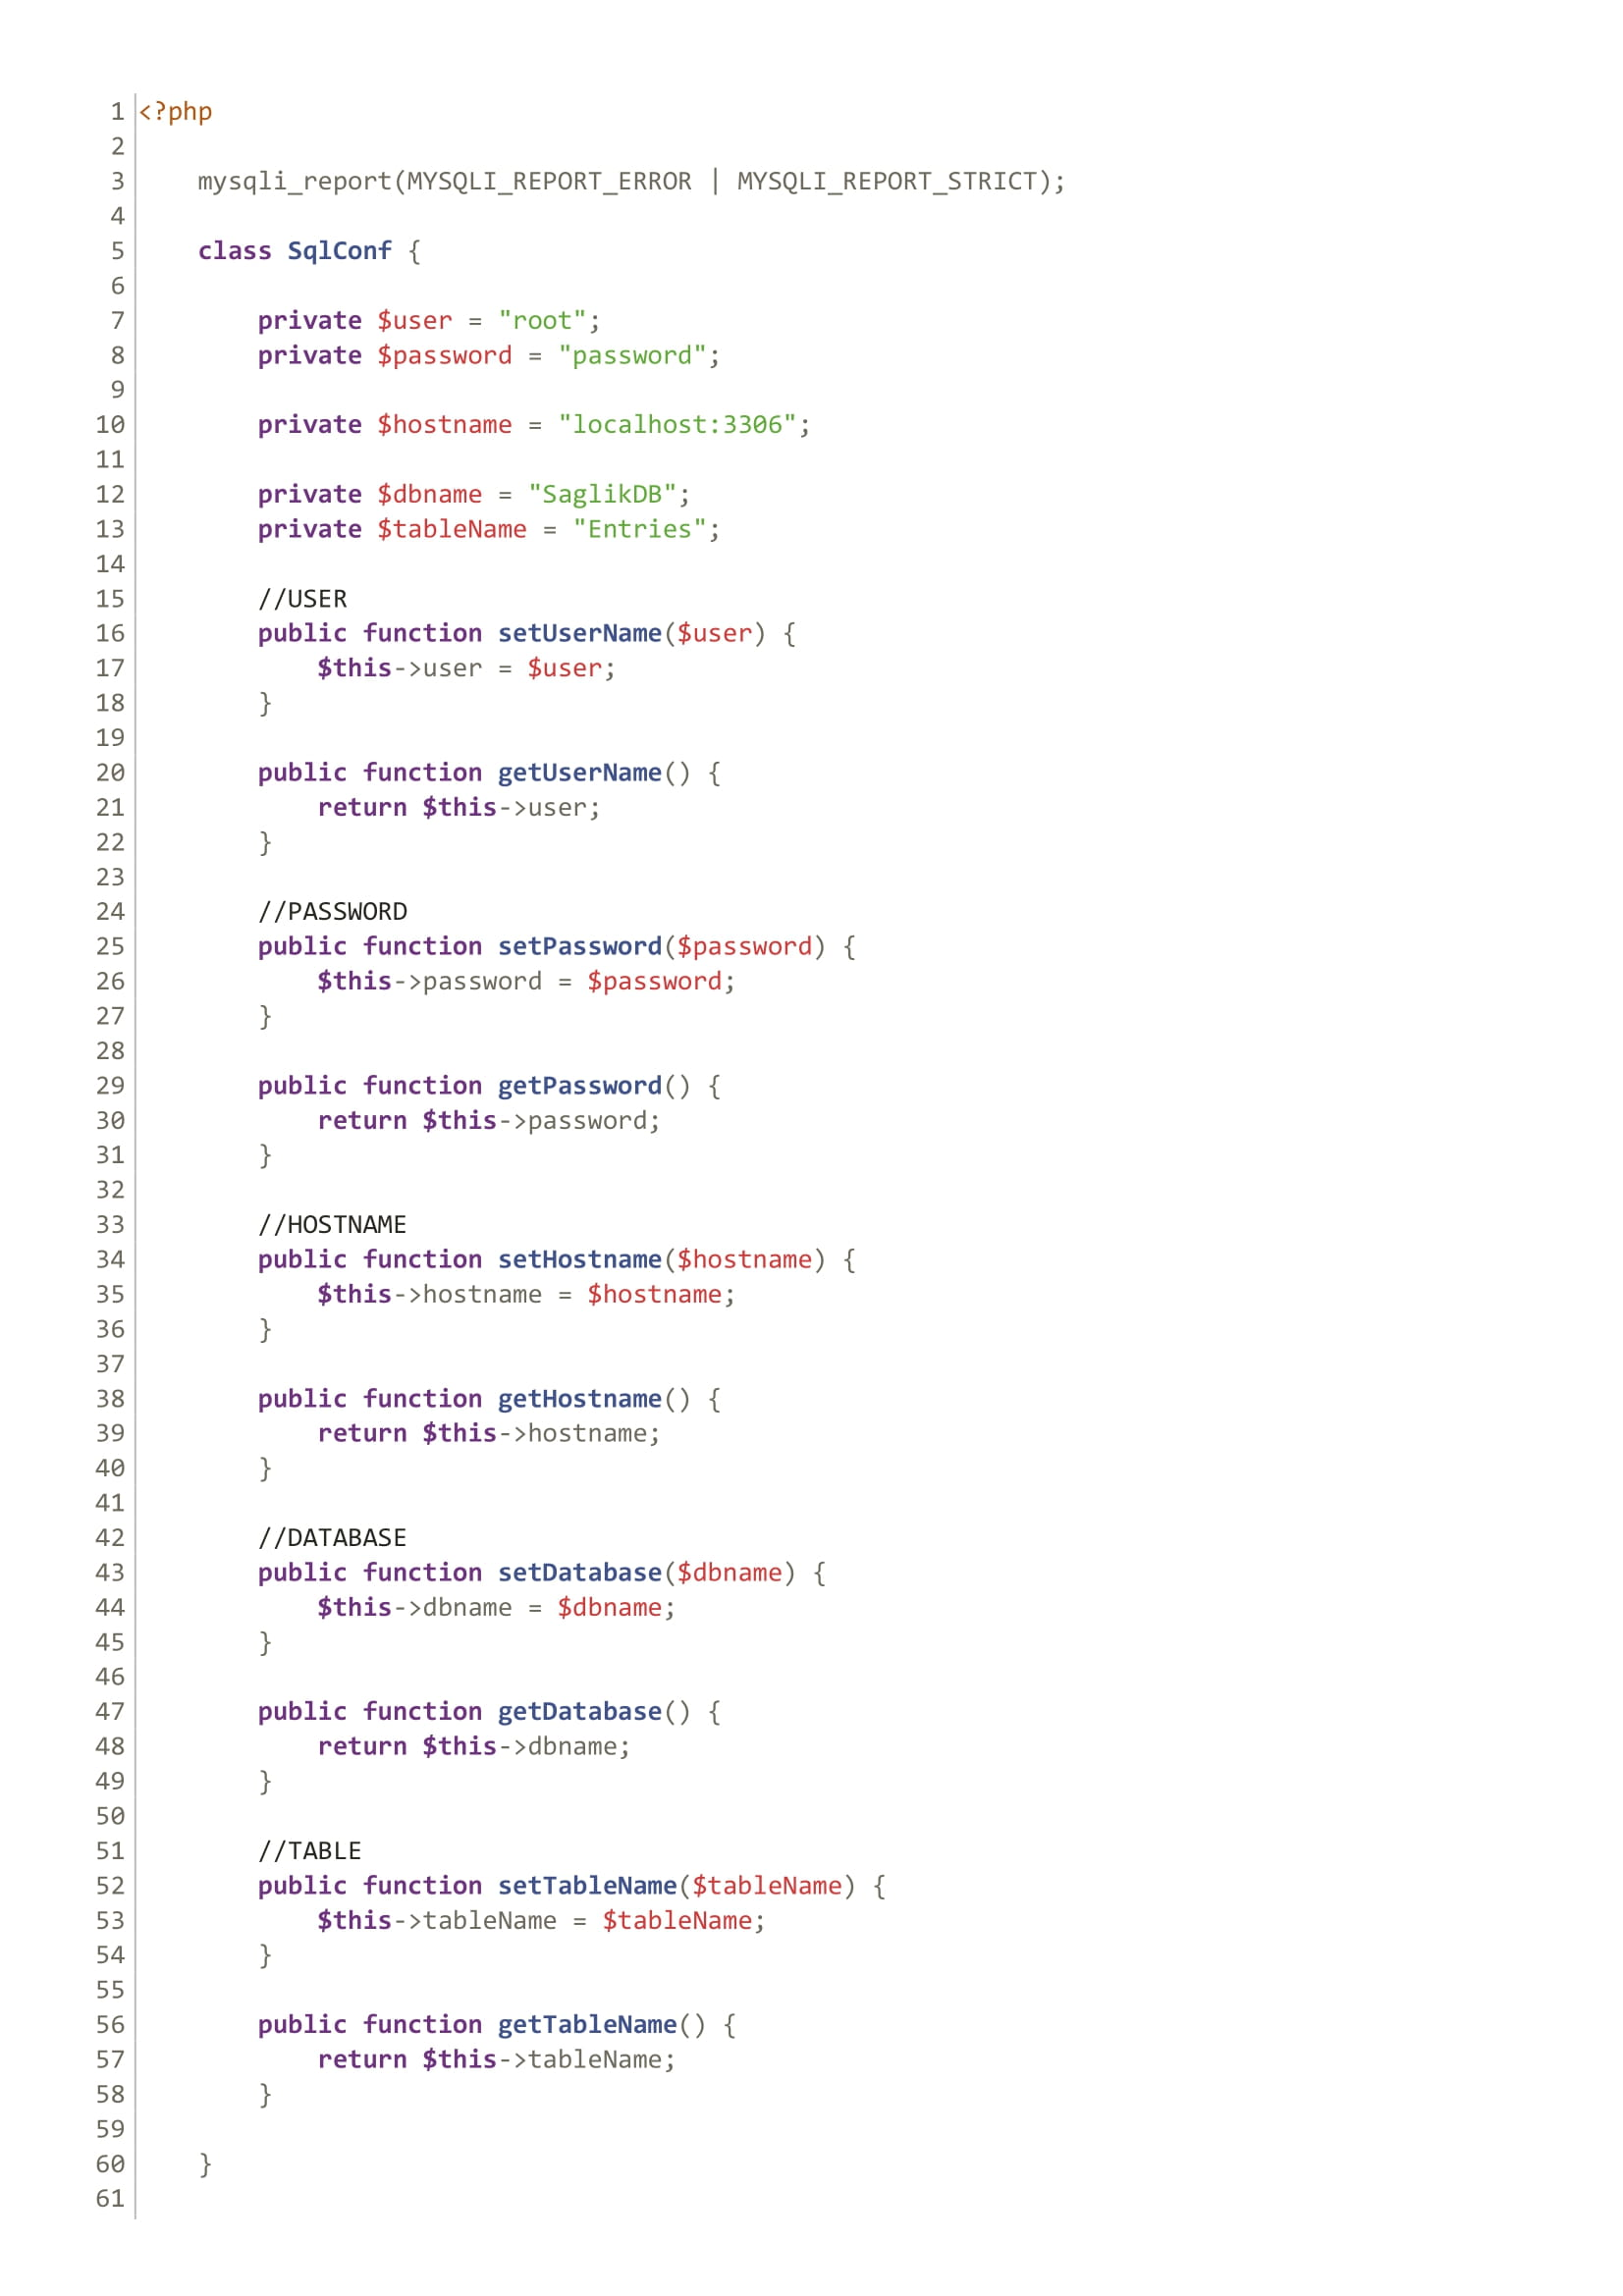 1 <?php
2
3     mysqli_report(MYSQLI_REPORT_ERROR | MYSQLI_REPORT_STRICT);
4
5     class SqlConf {
6
7         private $user = "root";
8         private $password = "password";
9
10         private $hostname = "localhost:3306";
11
12         private $dbname = "SaglikDB";
13         private $tableName = "Entries";
14
15         //USER
16         public function setUserName($user) {
17             $this->user = $user;
18         }
19
20         public function getUserName() {
21             return $this->user;
22         }
23
24         //PASSWORD
25         public function setPassword($password) {
26             $this->password = $password;
27         }
28
29         public function getPassword() {
30             return $this->password;
31         }
32
33         //HOSTNAME
34         public function setHostname($hostname) {
35             $this->hostname = $hostname;
36         }
37
38         public function getHostname() {
39             return $this->hostname;
40         }
41
42         //DATABASE
43         public function setDatabase($dbname) {
44             $this->dbname = $dbname;
45         }
46
47         public function getDatabase() {
48             return $this->dbname;
49         }
50
51         //TABLE
52         public function setTableName($tableName) {
53             $this->tableName = $tableName;
54         }
55
56         public function getTableName() {
57             return $this->tableName;
58         }
59
60     }
61